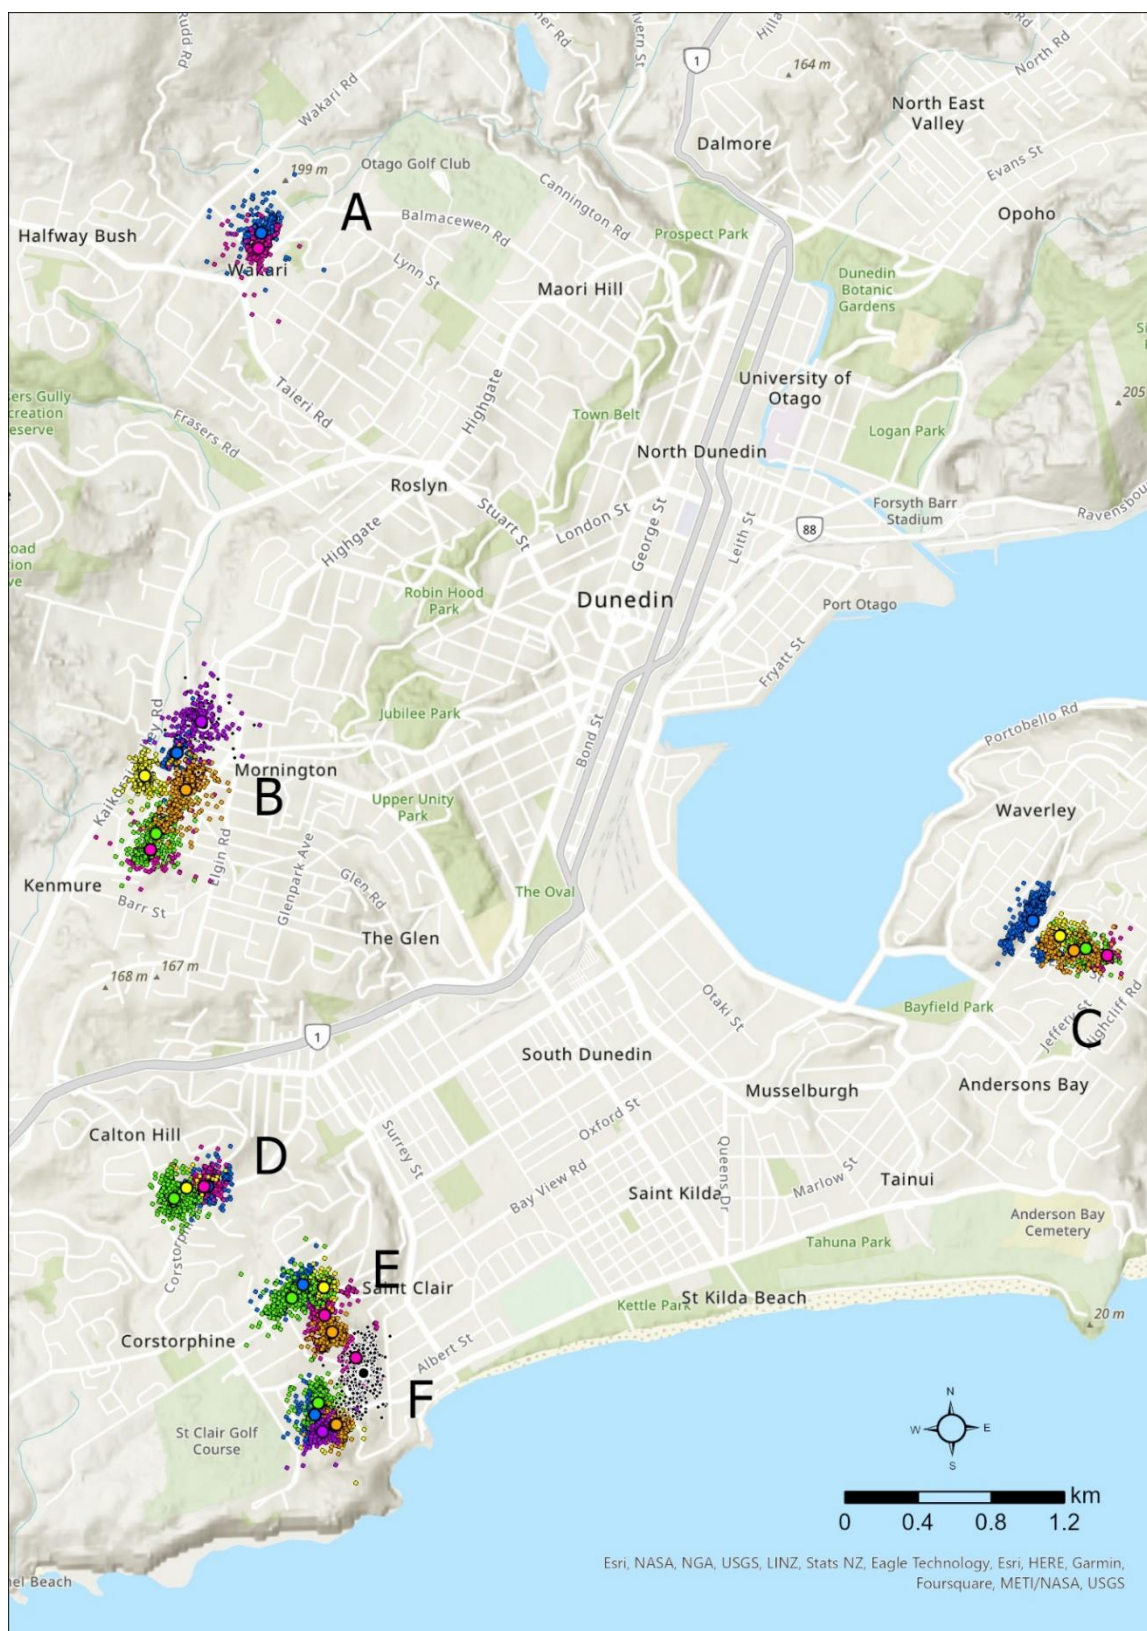 Rudd Rd
1
164 m
North Rd
North East
Valley
Wakari Rd
Dalmore
Evans St
199 m
Otago Golf Club
Cannington Rd
A
Balmacewen Rd
Opoho
Halfway Bush
Prospect Park
Lynn St
Wakari
Maori Hill
Dunedin
Botanic
Gardens
University of
Otago
205
Taieri Rd
Highgate
Town Belt
Frasers Rd
Logan Park
North Dunedin
Roslyn
Stuart St
London St
George St
Leith St
Forsyth Barr
Stadium
88
Highgate
Robin Hood
Park
Dunedin
Port Otago
Fryatt St
Jubilee Park
Bond St
Portobello Rd
Mornington
B
Upper Unity
Park
Waverley
Elgin Rd
Glenpark Ave
Glen Rd
Kenmure
The Oval
Barr St
The Glen
168 m
167 m
Otaki St
Bayfield Park
Jeffery St
Highcliff Rd
C
1
South Dunedin
Musselburgh
Andersons Bay
Calton Hill
D
Surrey St
Oxford St
Queens Dr
Marlow St
Bay View Rd
Saint Kilda
Tainui
Anderson Bay
Cemetery
Tahuna Park
E
Saint Clair
Kettle Park
St Kilda Beach
20 m
Corstorphine
Albert St
F
St Clair Golf
Course
N
W
E
S
km
0 0.4 0.8 1.2
Esri, NASA, NGA, USGS, LINZ, Stats NZ, Eagle Technology, Esri, HERE, Garmin,
Foursquare, METI/NASA, USGS